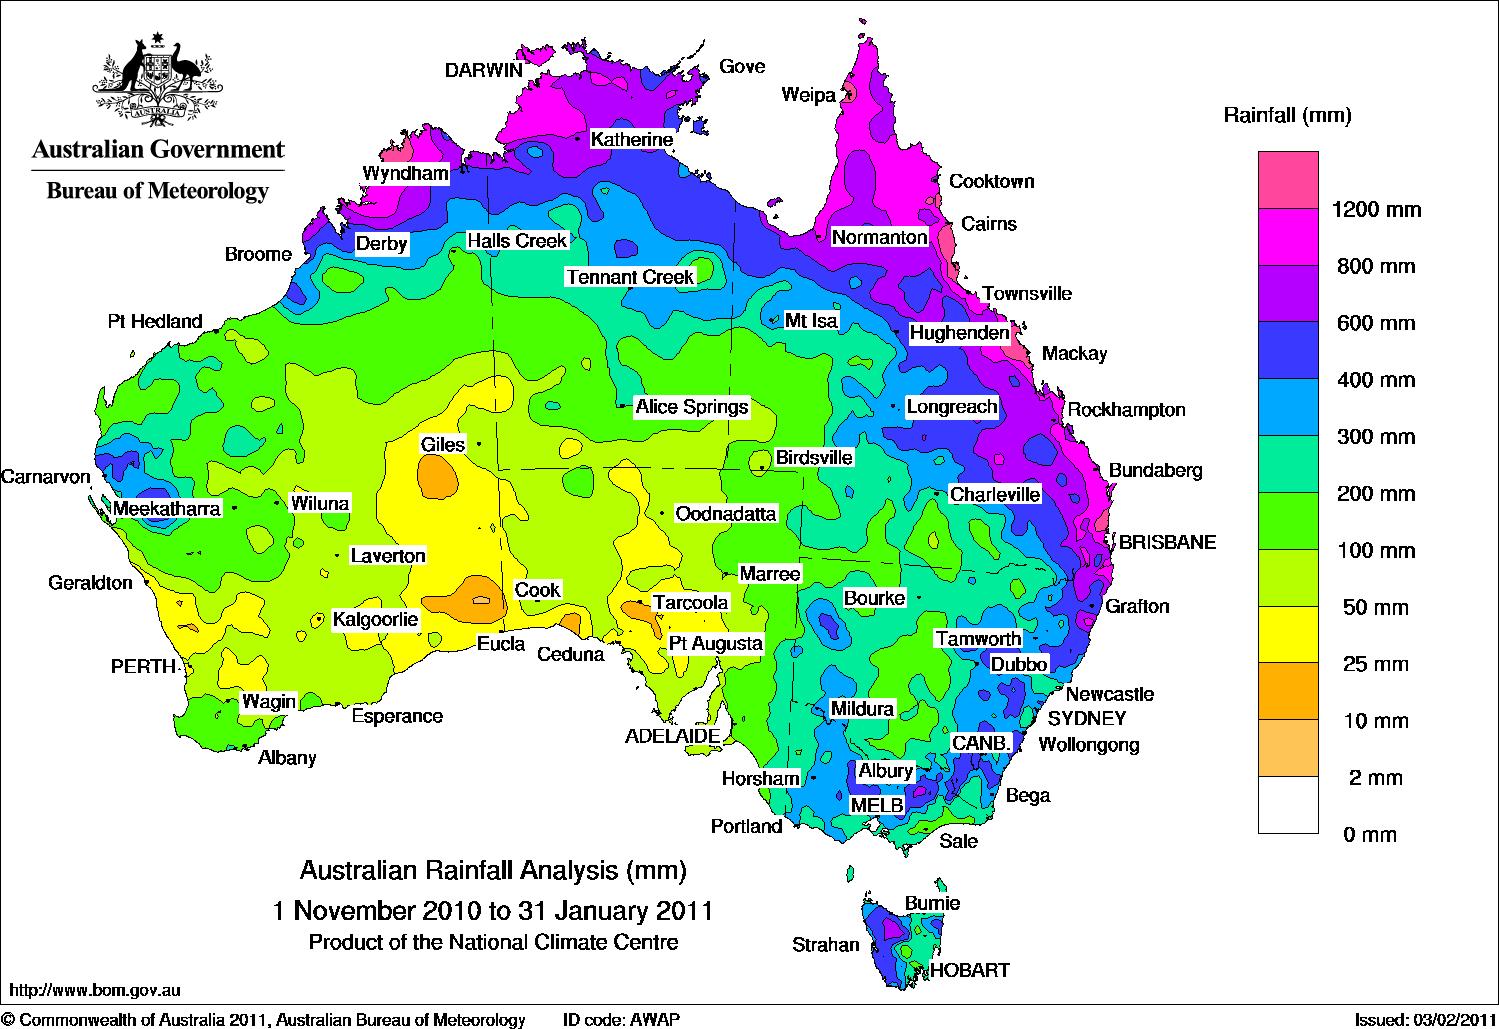 AUSTRALIA
Australian Government
Bureau of Meteorology
DARWIN
Gove
Weipa
Katherine
Wyndham
Cooktown
Cairns
Normanton
Derby
Halls Creek
Broome
Tennant Creek
Townsville
Pt Hedland
Mt Isa
Hughenden
Mackay
Alice Springs
Longreach
Rockhampton
Giles
Birdsville
Bundaberg
Carnarvon
Charleville
Meekatharra
Wiluna
Oodnadatta
BRISBANE
Laverton
Marree
Geraldton
Cook
Bourke
Tarcoola
Grafton
Kalgoorlie
Tamworth
Eucla
Pt Augusta
Ceduna
Dubbo
PERTH
Newcastle
Wagin
Mildura
Esperance
SYDNEY
ADELAIDE
CANB.
Wollongong
Albany
Albury
Horsham
Bega
MELB
Portland
Sale
Burnie
Strahan
HOBART
Rainfall (mm)
1200 mm
800 mm
600 mm
400 mm
300 mm
200 mm
100 mm
50 mm
25 mm
10 mm
2 mm
0 mm
Australian Rainfall Analysis (mm)
1 November 2010 to 31 January 2011
Product of the National Climate Centre
http://www.bom.gov.au
© Commonwealth of Australia 2011, Australian Bureau of Meteorology ID code: AWAP Issued: 03/02/2011